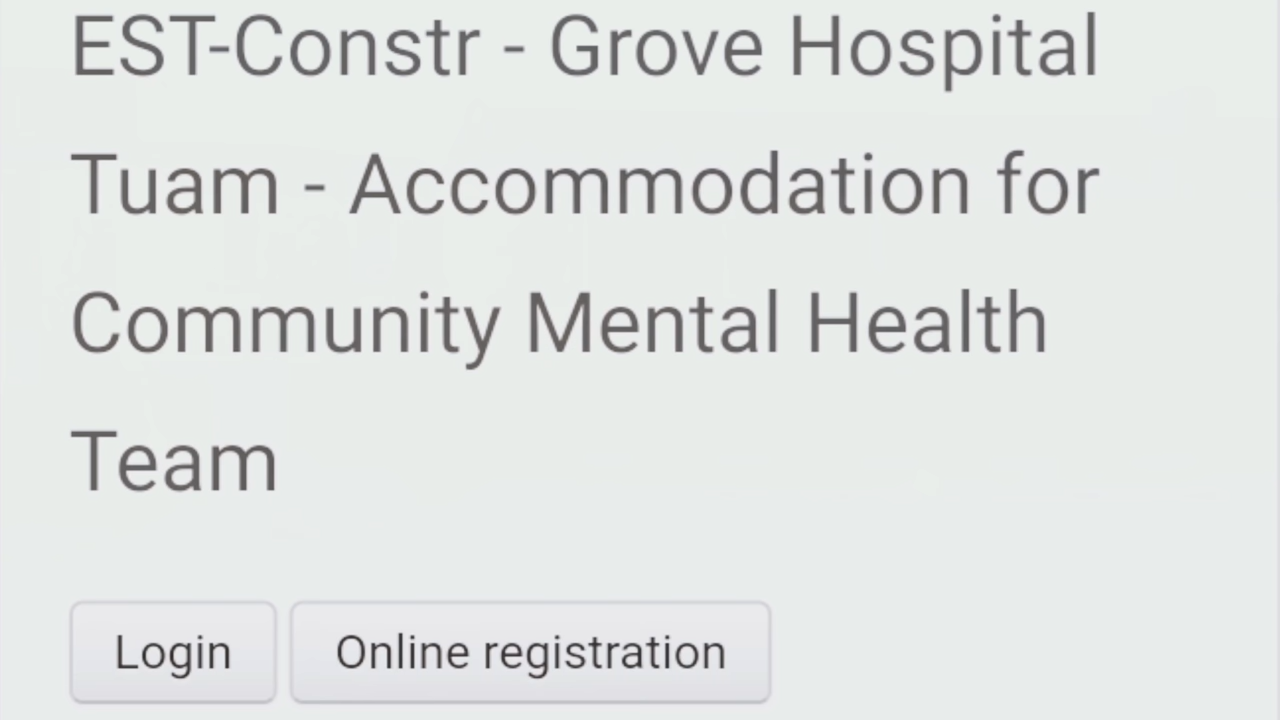 EST-Constr - Grove Hospital
Tuam - Accommodation for
Community Mental Health
Team
Login
Online registration